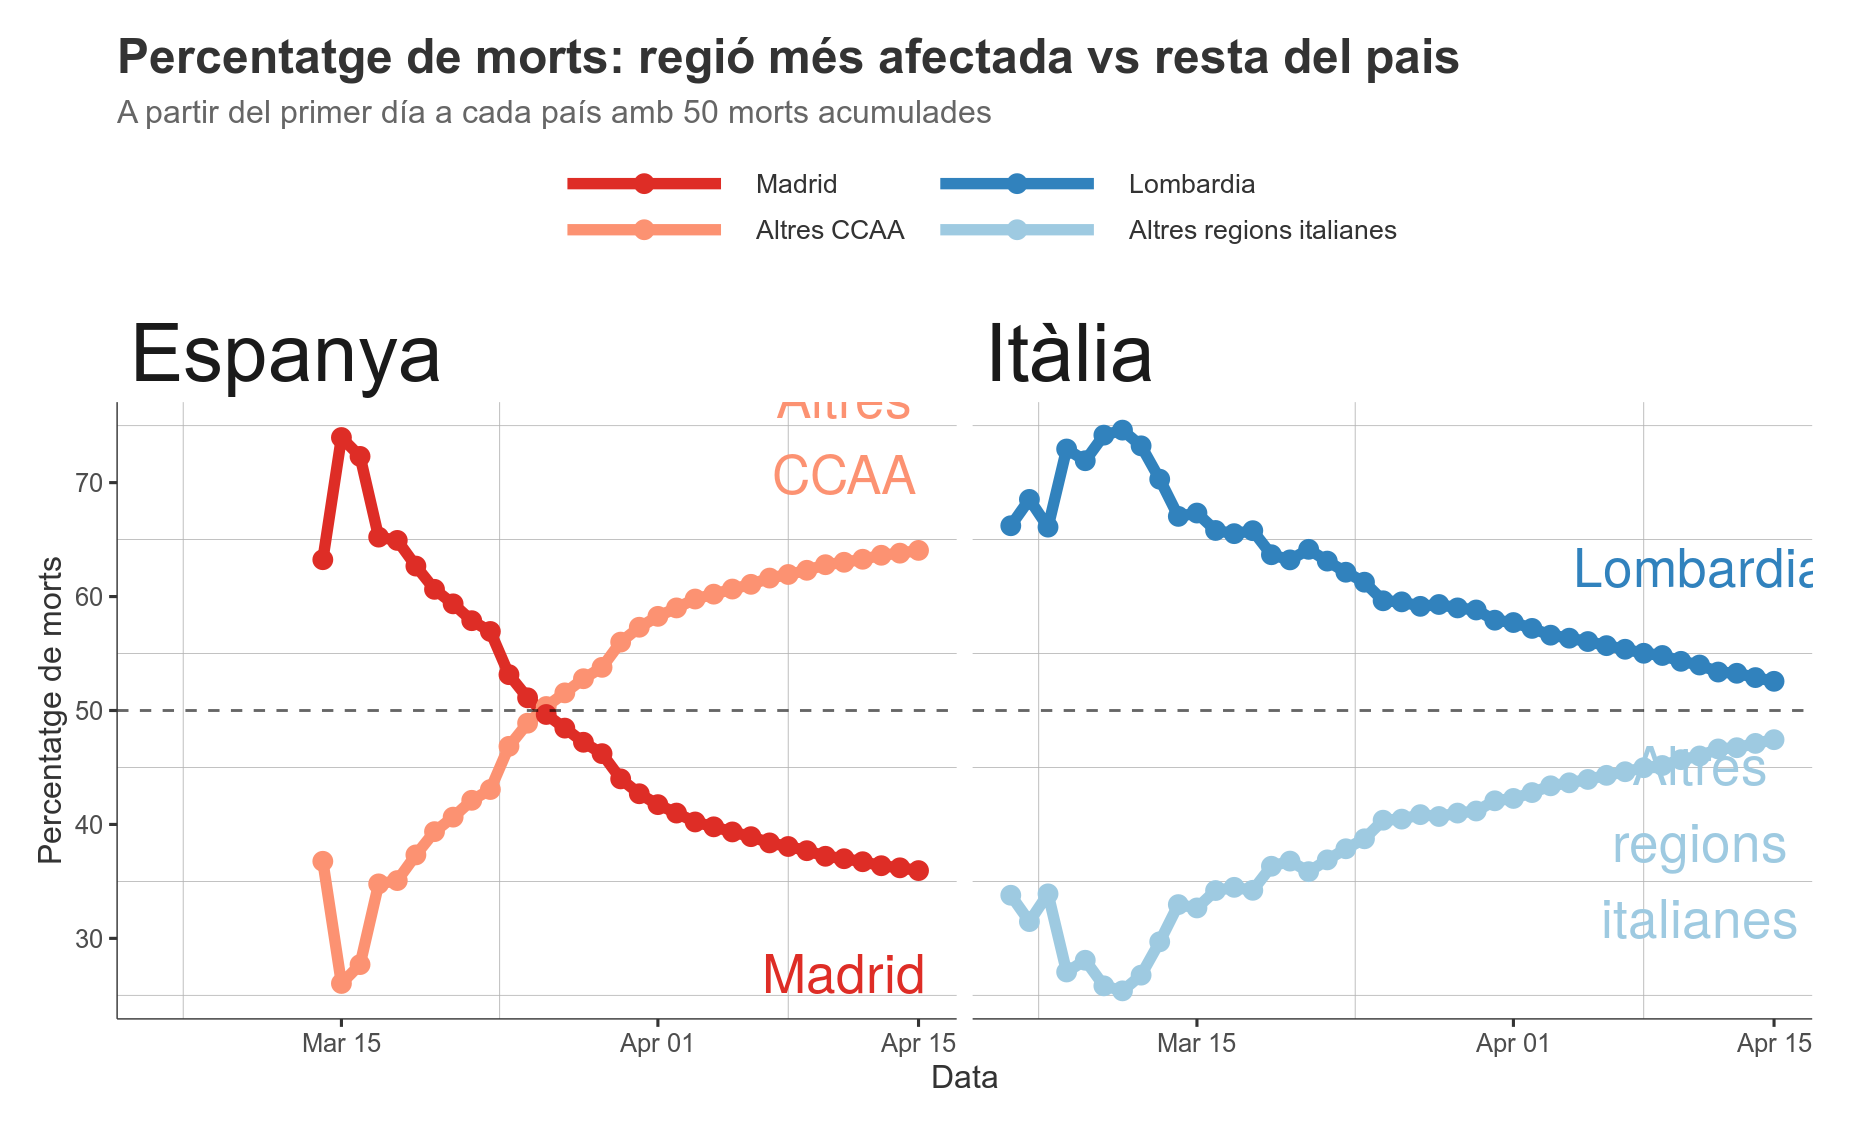 Percentatge de morts: regió més afectada vs resta del pais
A partir del primer día a cada país amb 50 morts acumulades
Madrid
Lombardia
Altres CCAA
Altres regions italianes
Espanya
Itàlia
Altres
CCAA
Madrid
Lombardia
Altres
regions
italianes
Percentatge de morts
70
60
50
40
30
Mar 15
Apr 01
Apr 15
Mar 15
Apr 01
Apr 15
Data